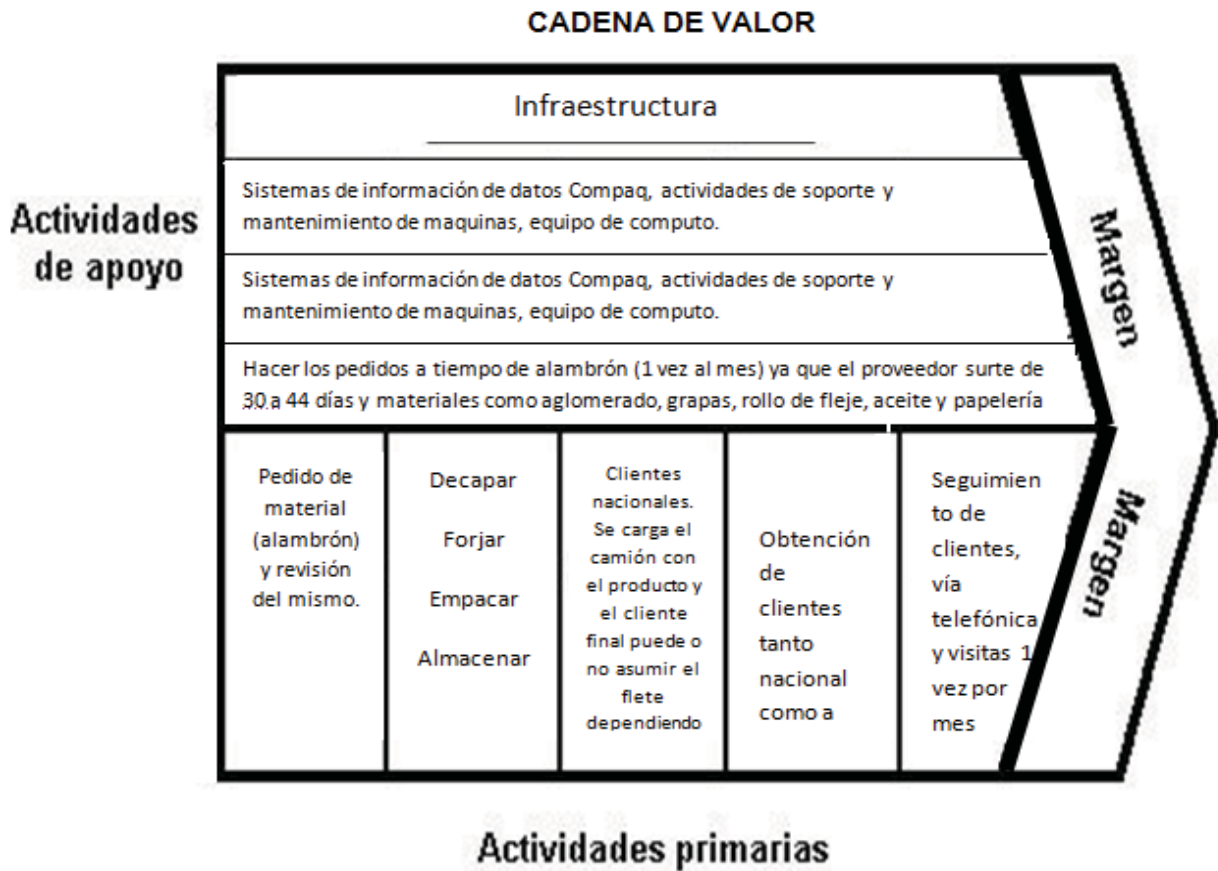 CADENA DE VALOR
Infraestructura
Actividades
de apoyo
Sistemas de información de datos Compaq, actividades de soporte y
mantenimiento de maquinas, equipo de computo.
Sistemas de información de datos Compaq, actividades de soporte y
mantenimiento de maquinas, equipo de computo.
Hacer los pedidos a tiempo de alambrón (1 vez al mes) ya que el proveedor surte de
30 a 44 días y materiales como aglomerado, grapas, rollo de fleje, aceite y papelería
Margen
Pedido de
material
(alambrón)
y revisión
del mismo.
Decapar
Forjar
Empacar
Almacenar
Clientes
nacionales.
Se carga el
camión con
el producto y
el cliente
final puede o
no asumir el
flete
dependiendo
Obtención
de
clientes
tanto
nacional
como a
Seguimien
to de
clientes,
vía
telefónica
y visitas 1
vez por
mes
Margen
Actividades primarias